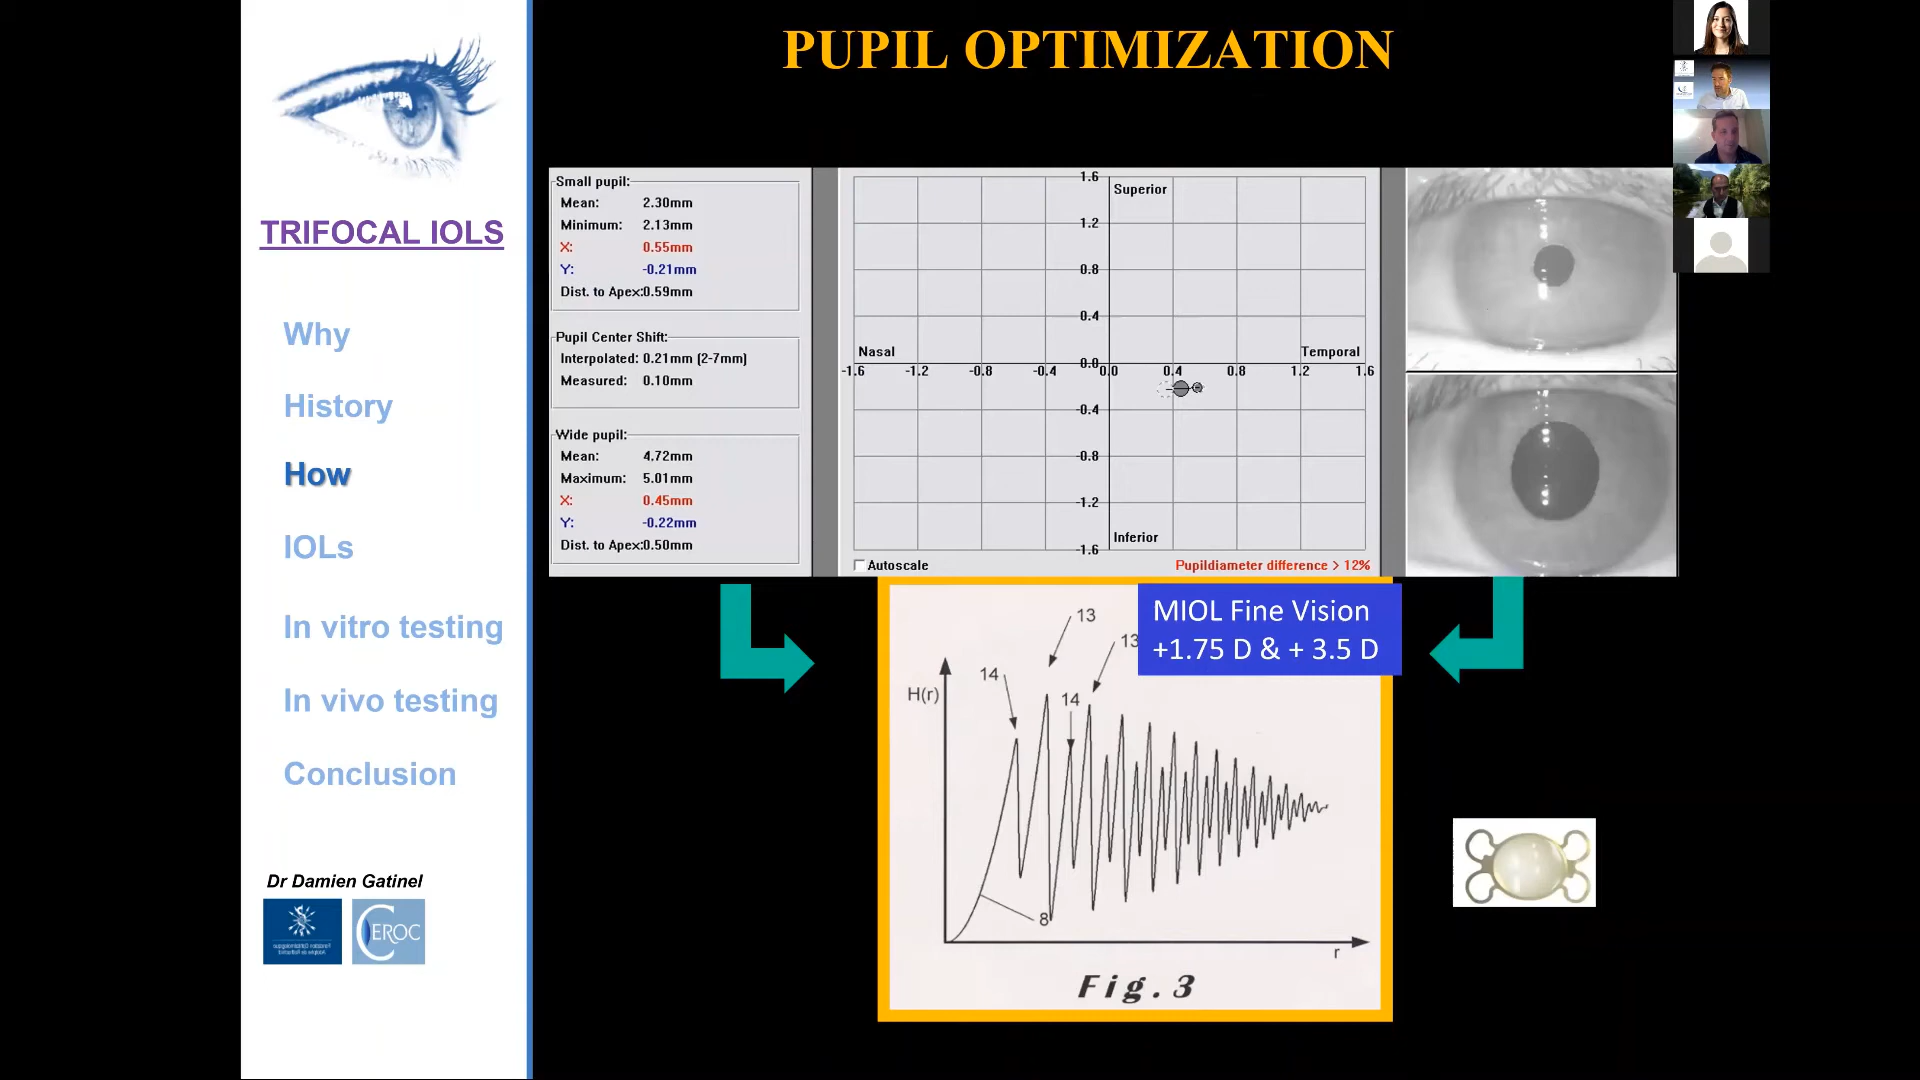 PUPIL OPTIMIZATION
TRIFOCAL IOLS
Why
History
How
IOLs
In vitro testing
In vivo testing
Conclusion
Dr Damien Gatinel
EROC
Small pupil:
Mean: 2.30mm
Minimum: 2.13mm
X: 0.55mm
Y: -0.21mm
Dist. to Apex:0.59mm
Pupil Center Shift:
Interpolated: 0.21mm (2-7mm)
Measured: 0.10mm
Wide pupil:
Mean: 4.72mm
Maximum: 5.01mm
X: 0.45mm
Y: -0.22mm
Dist. to Apex:0.50mm
1.6
Superior
1.2
0.8
0.4
Nasal
0.0
Temporal
-1.6 -1.2 -0.8 -0.4 0.0 0.4 0.8 1.2 1.6
-0.4
-0.8
-1.2
Inferior
-1.6
Autoscale
Pupildiameter difference > 12%
MIOL Fine Vision
+1.75 D & + 3.5 D
13
13
14
14
H(r)
8
r
Fig. 3